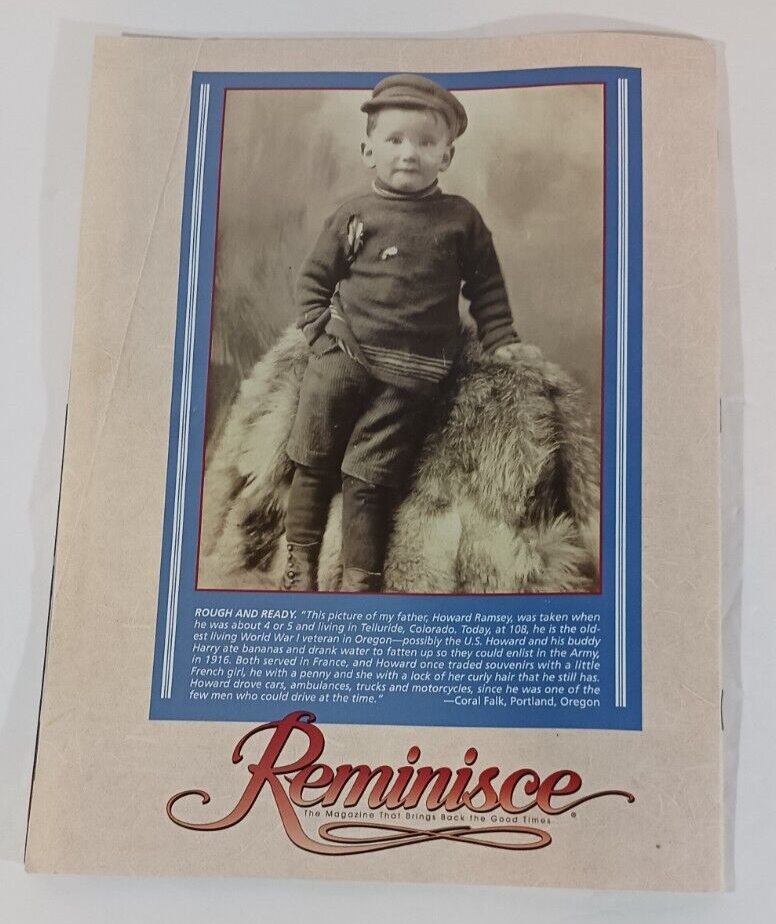 ROUGH AND READY. "This picture of my father, Howard Ramsey, was taken when
he was about 4 or 5 and living in Telluride, Colorado. Today, at 108, he is the old-
est living World War I veteran in Oregon—possibly the U.S. Howard and his buddy
Harry ate bananas and drank water to fatten up so they could enlist in the Army,
in 1916. Both served in France, and Howard once traded souvenirs with a little
French girl, he with a penny and she with a lock of her curly hair that he still has.
Howard drove cars, ambulances, trucks and motorcycles, since he was one of the
few men who could drive at the time."
—Coral Falk, Portland, Oregon
Reminisce®
The Magazine That Brings Back the Good Times